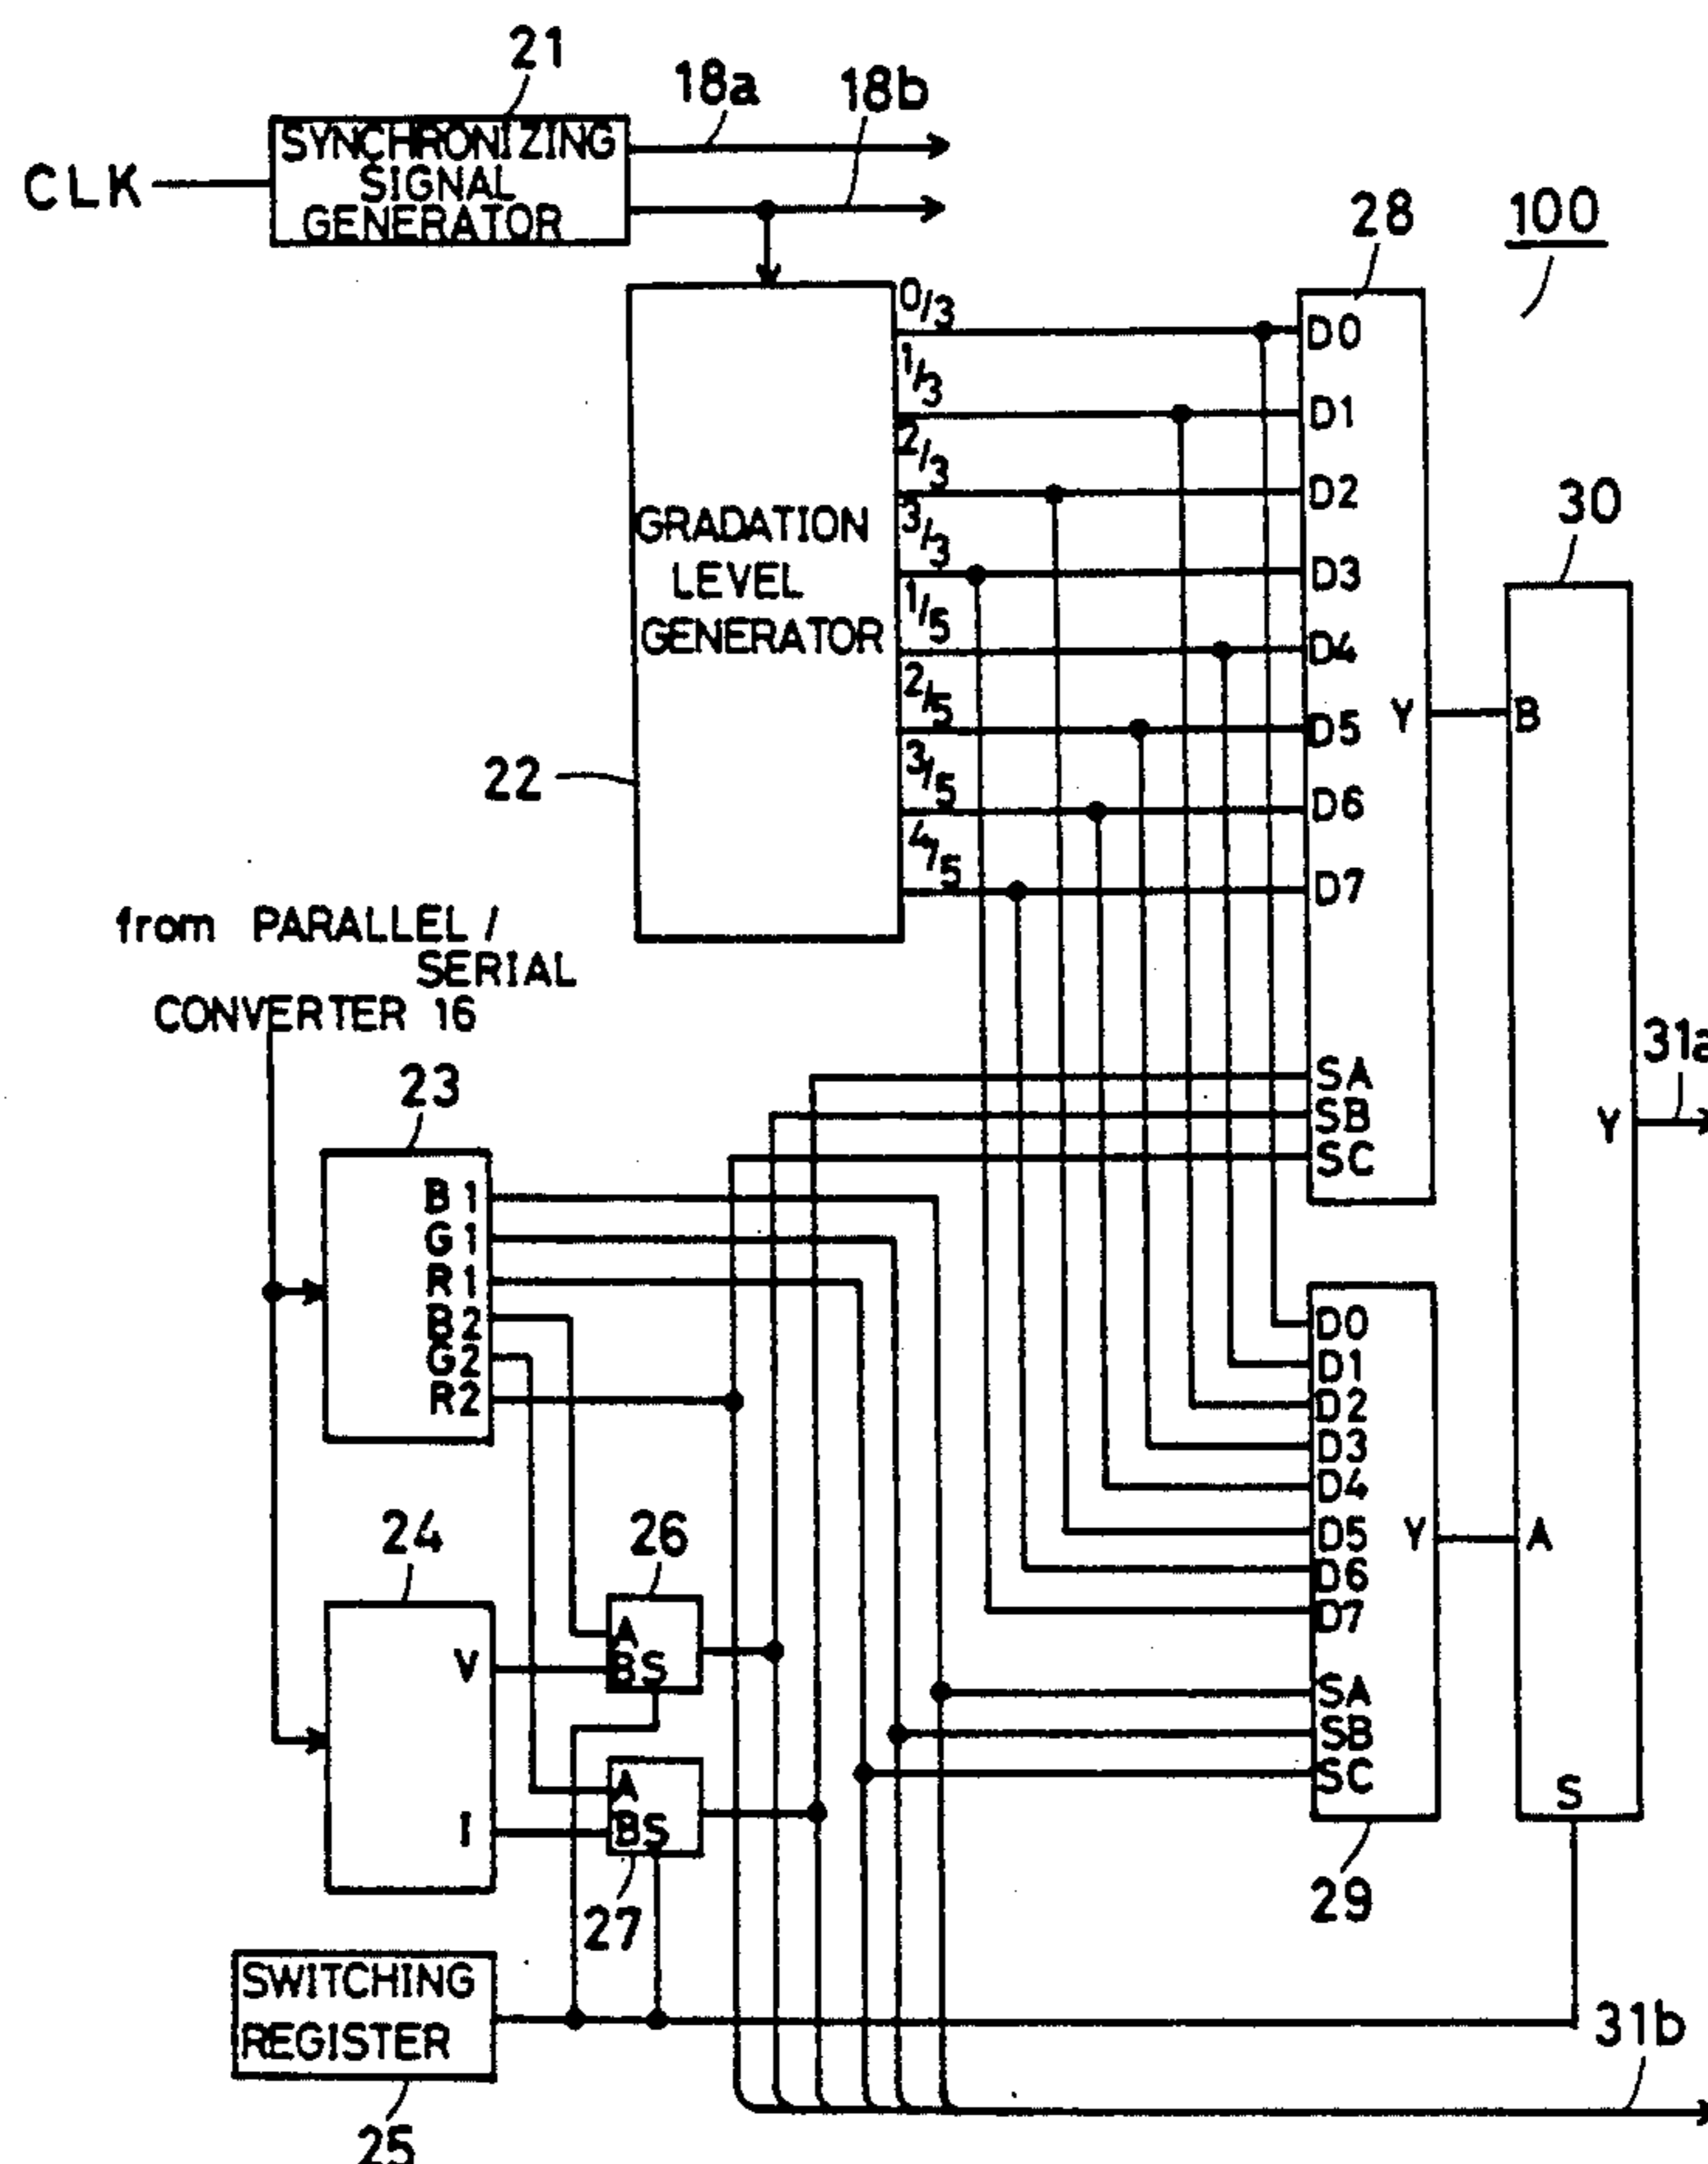 21
18a
18b
CLK
SYNCHRONIZING
SIGNAL
GENERATOR
28
100
0/3
1/3
2/3
3/3
1/5
2/5
3/5
4/5
GRADATION
LEVEL
GENERATOR
22
D0
D1
D2
D3
D4
D5
D6
D7
Y
SA
SB
SC
30
B
A
Y
S
31a
from PARALLEL/
SERIAL
CONVERTER 16
23
B1
G1
R1
B2
G2
R2
24
V
I
26
A
BS
A
BS
27
D0
D1
D2
D3
D4
D5
D6
D7
Y
SA
SB
SC
29
SWITCHING
REGISTER
25
31b